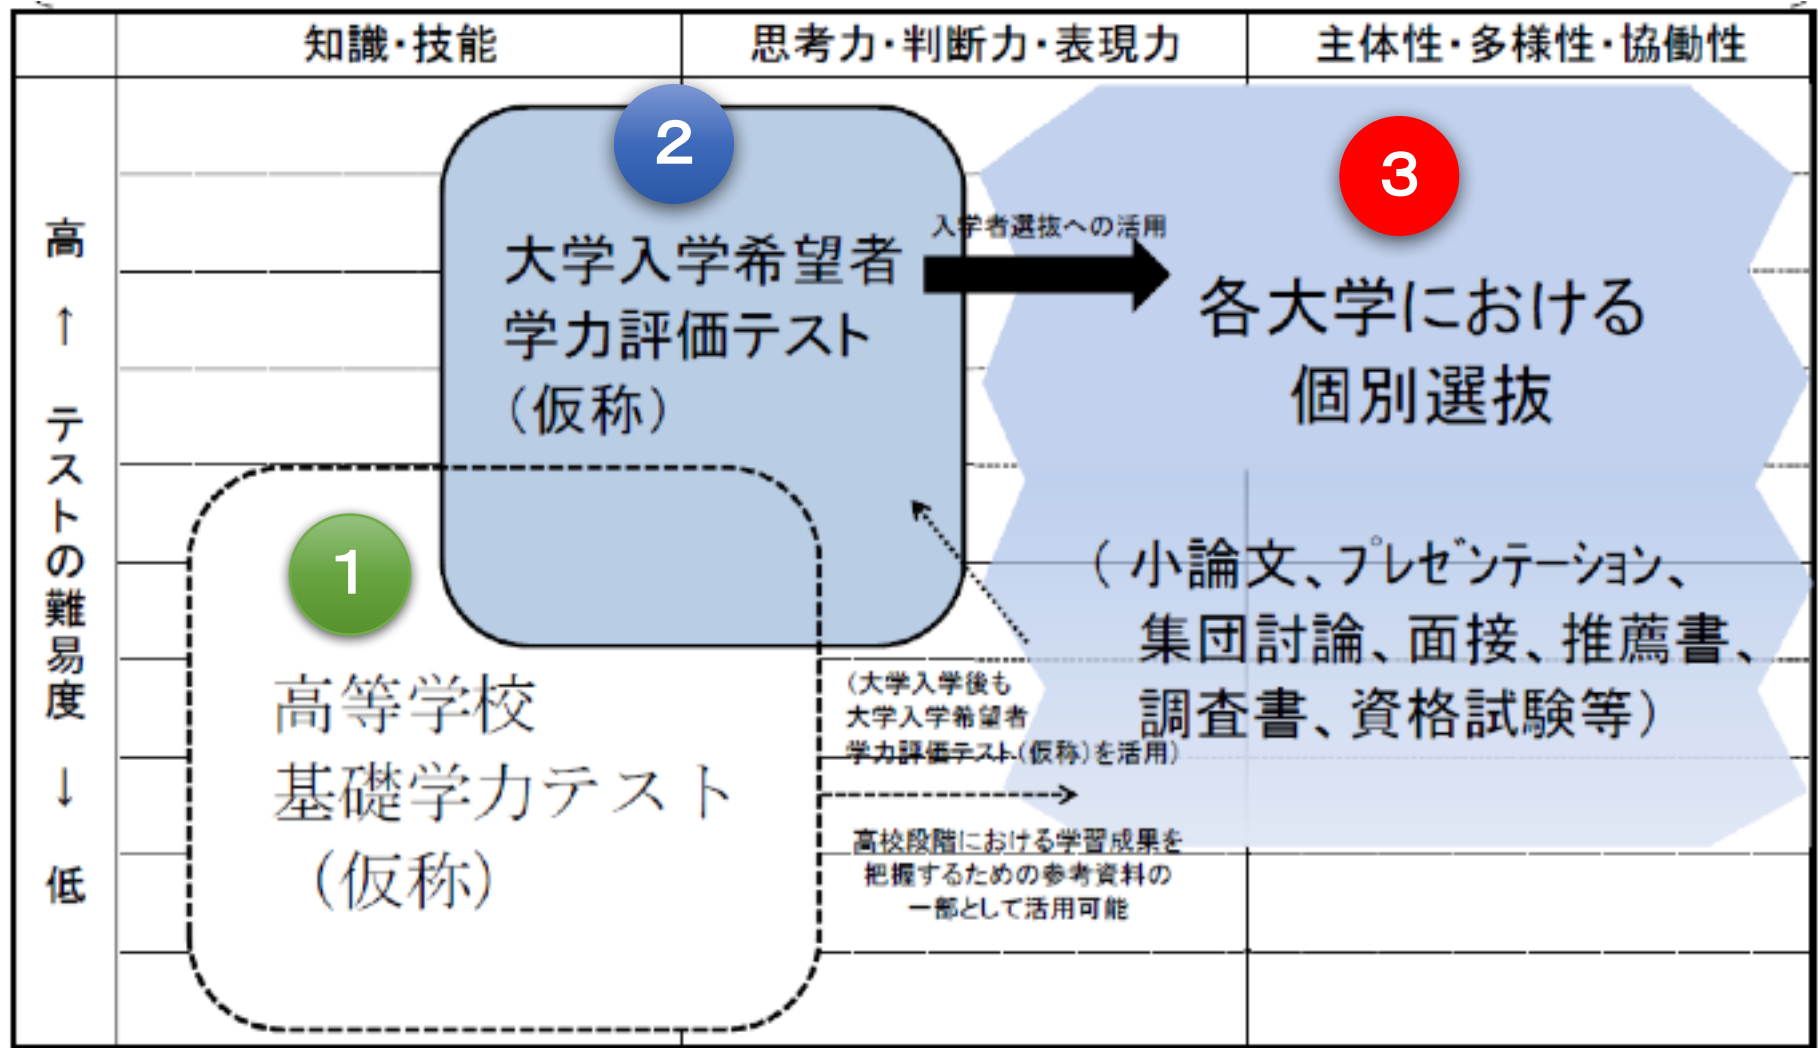 知識・技能
思考力・判断力・表現力
主体性・多様性・協働性
高
↑
テストの難易度
↓
低
2
大学入学希望者
学力評価テスト
（仮称）
入学者選抜への活用
3
各大学における
個別選抜
（小論文、プレゼンテーション、
集団討論、面接、推薦書、
調査書、資格試験等）
1
高等学校
基礎学力テスト
（仮称）
（大学入学後も
大学入学希望者
学力評価テスト（仮称）を活用）
高校段階における学習成果を
把握するための参考資料の
一部として活用可能